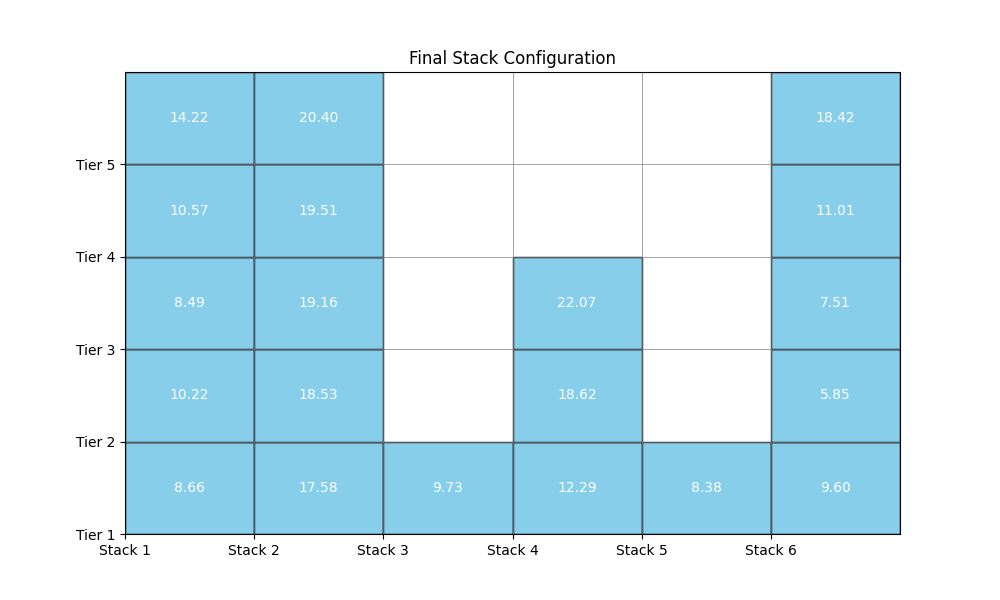 Final Stack Configuration
14.22 20.40 18.42
Tier 5
10.57 19.51 11.01
Tier 4
8.49 19.16 22.07 7.51
Tier 3
10.22 18.53 18.62 5.85
Tier 2
8.66 17.58 9.73 12.29 8.38 9.60
Tier 1
Stack 1 Stack 2 Stack 3 Stack 4 Stack 5 Stack 6